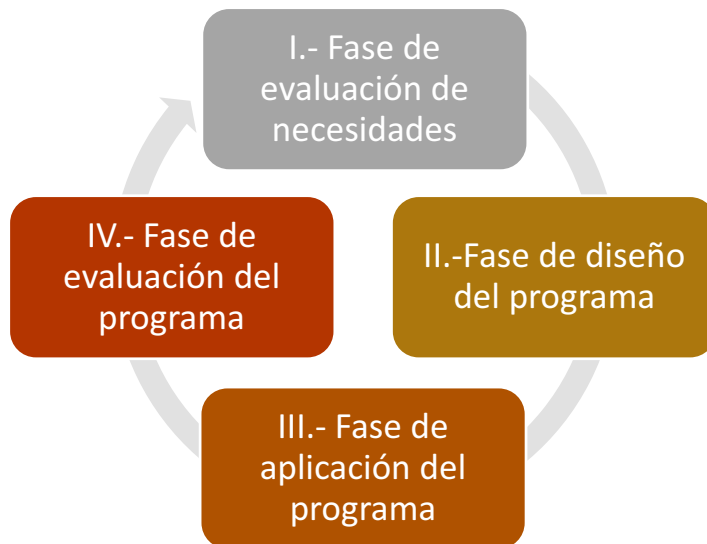 I.- Fase de
evaluación de
necesidades
II.-Fase de diseño
del programa
III.- Fase de
aplicación del
programa
IV.- Fase de
evaluación del
programa